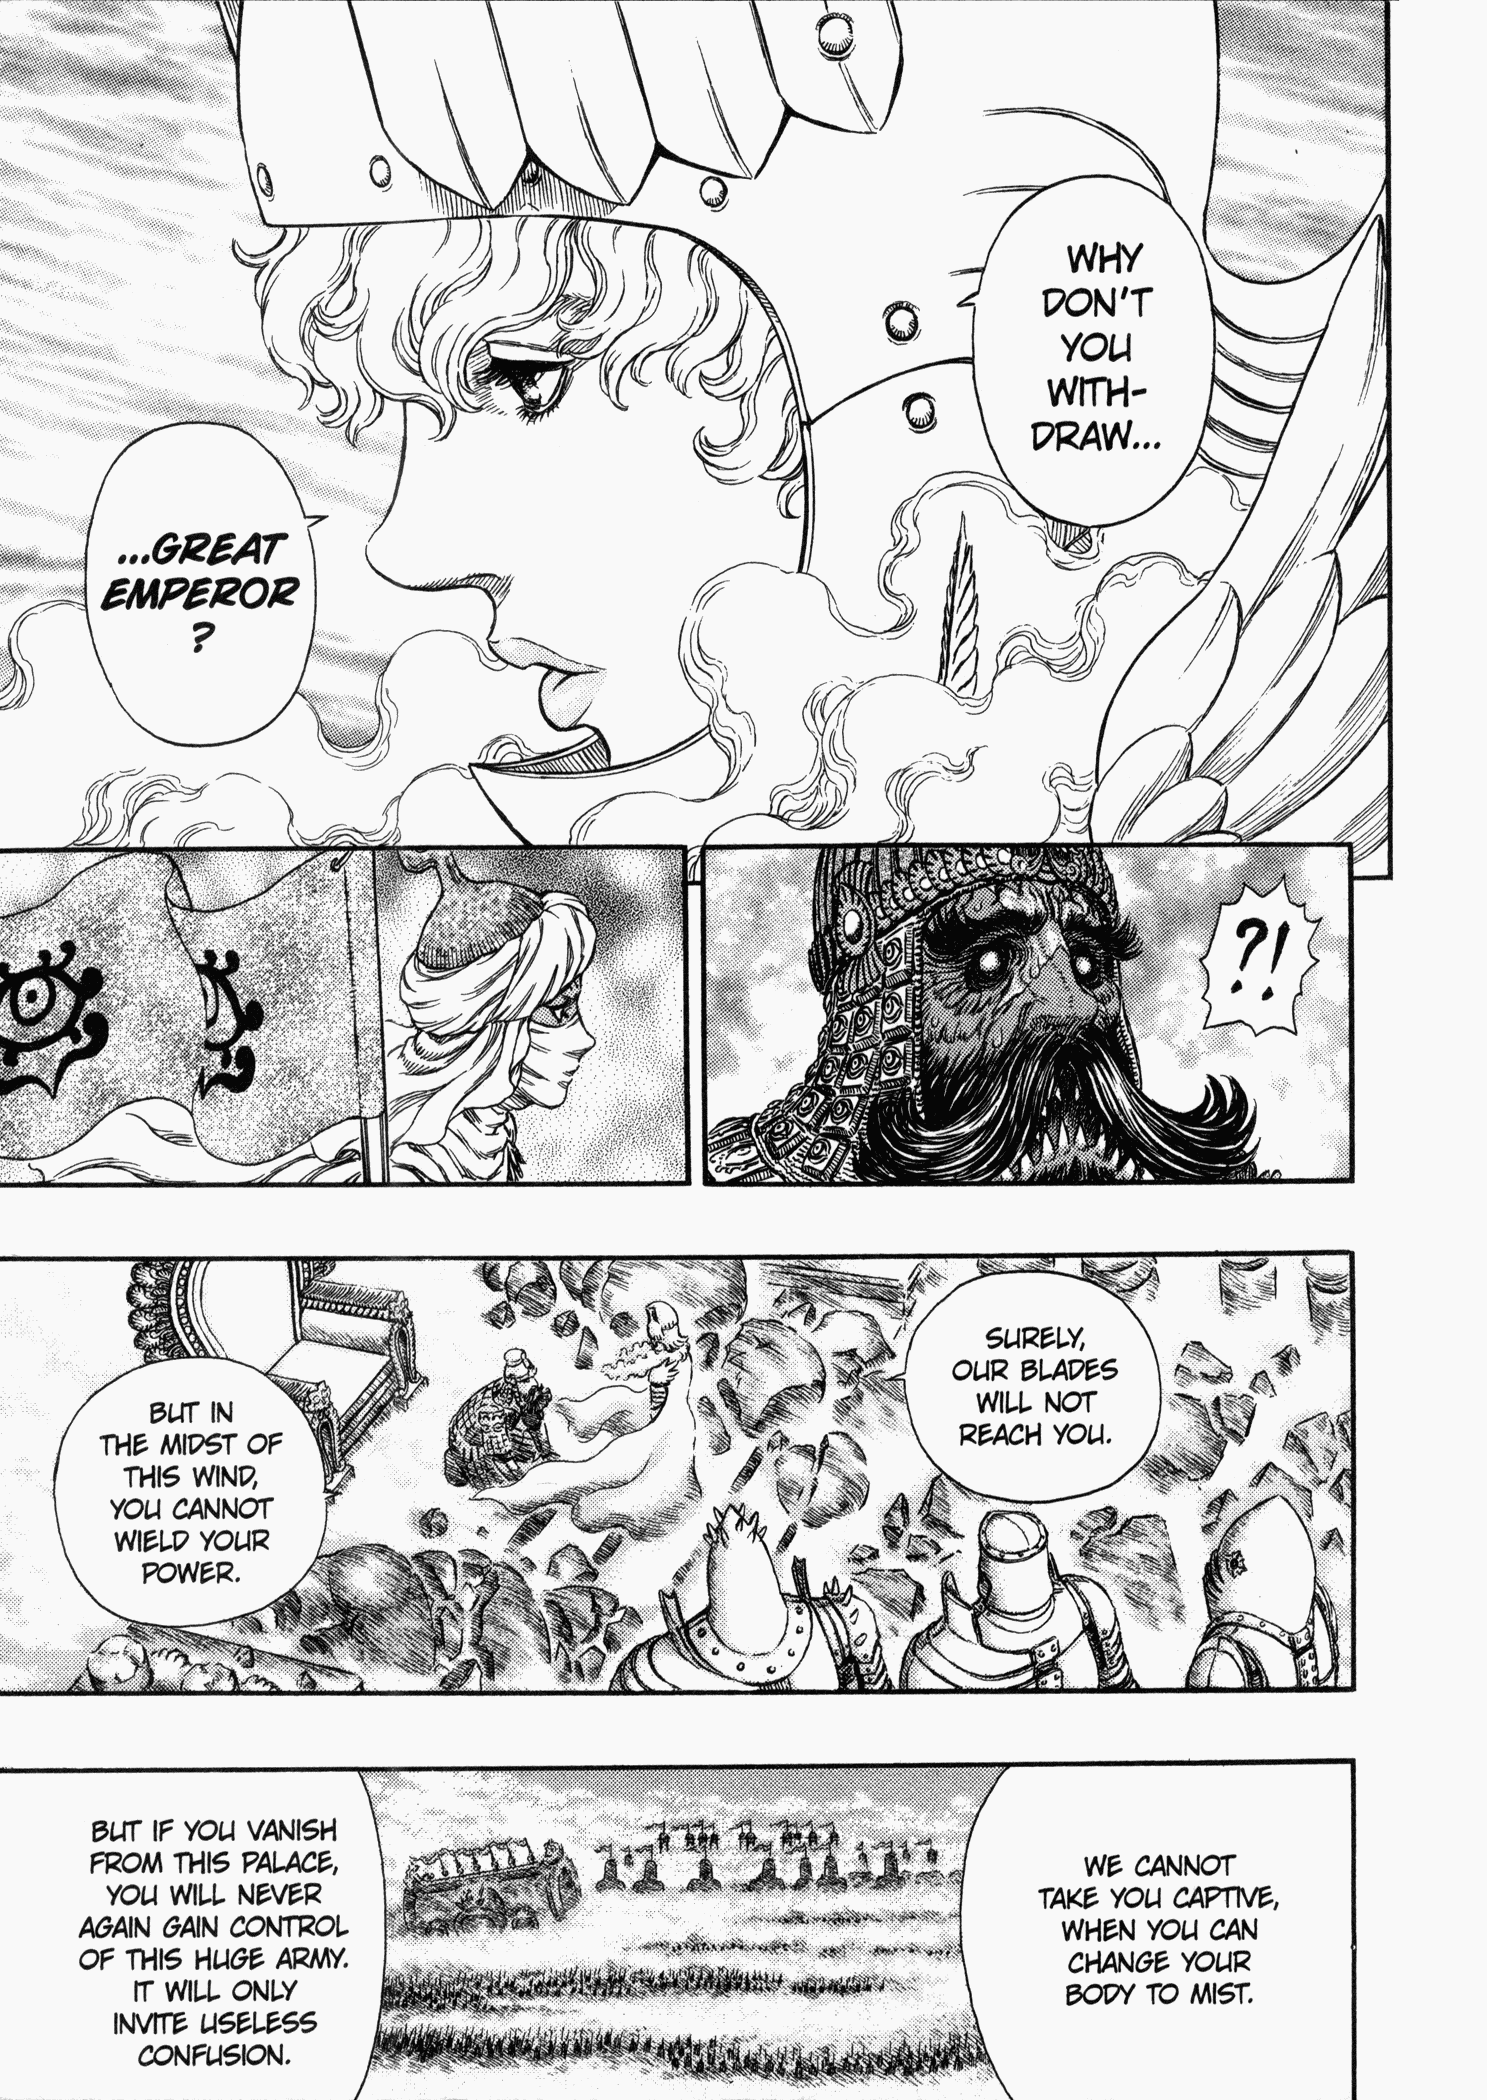 WHY
DON'T
YOU
WITH-
DRAW...
...GREAT
EMPEROR
?
?!
SURELY,
OUR BLADES
WILL NOT
REACH YOU.
BUT IN
THE MIDST OF
THIS WIND,
YOU CANNOT
WIELD YOUR
POWER.
WE CANNOT
TAKE YOU CAPTIVE,
WHEN YOU CAN
CHANGE YOUR
BODY TO MIST.
BUT IF YOU VANISH
FROM THIS PALACE,
YOU WILL NEVER
AGAIN GAIN CONTROL
OF THIS HUGE ARMY.
IT WILL ONLY
INVITE USELESS
CONFUSION.